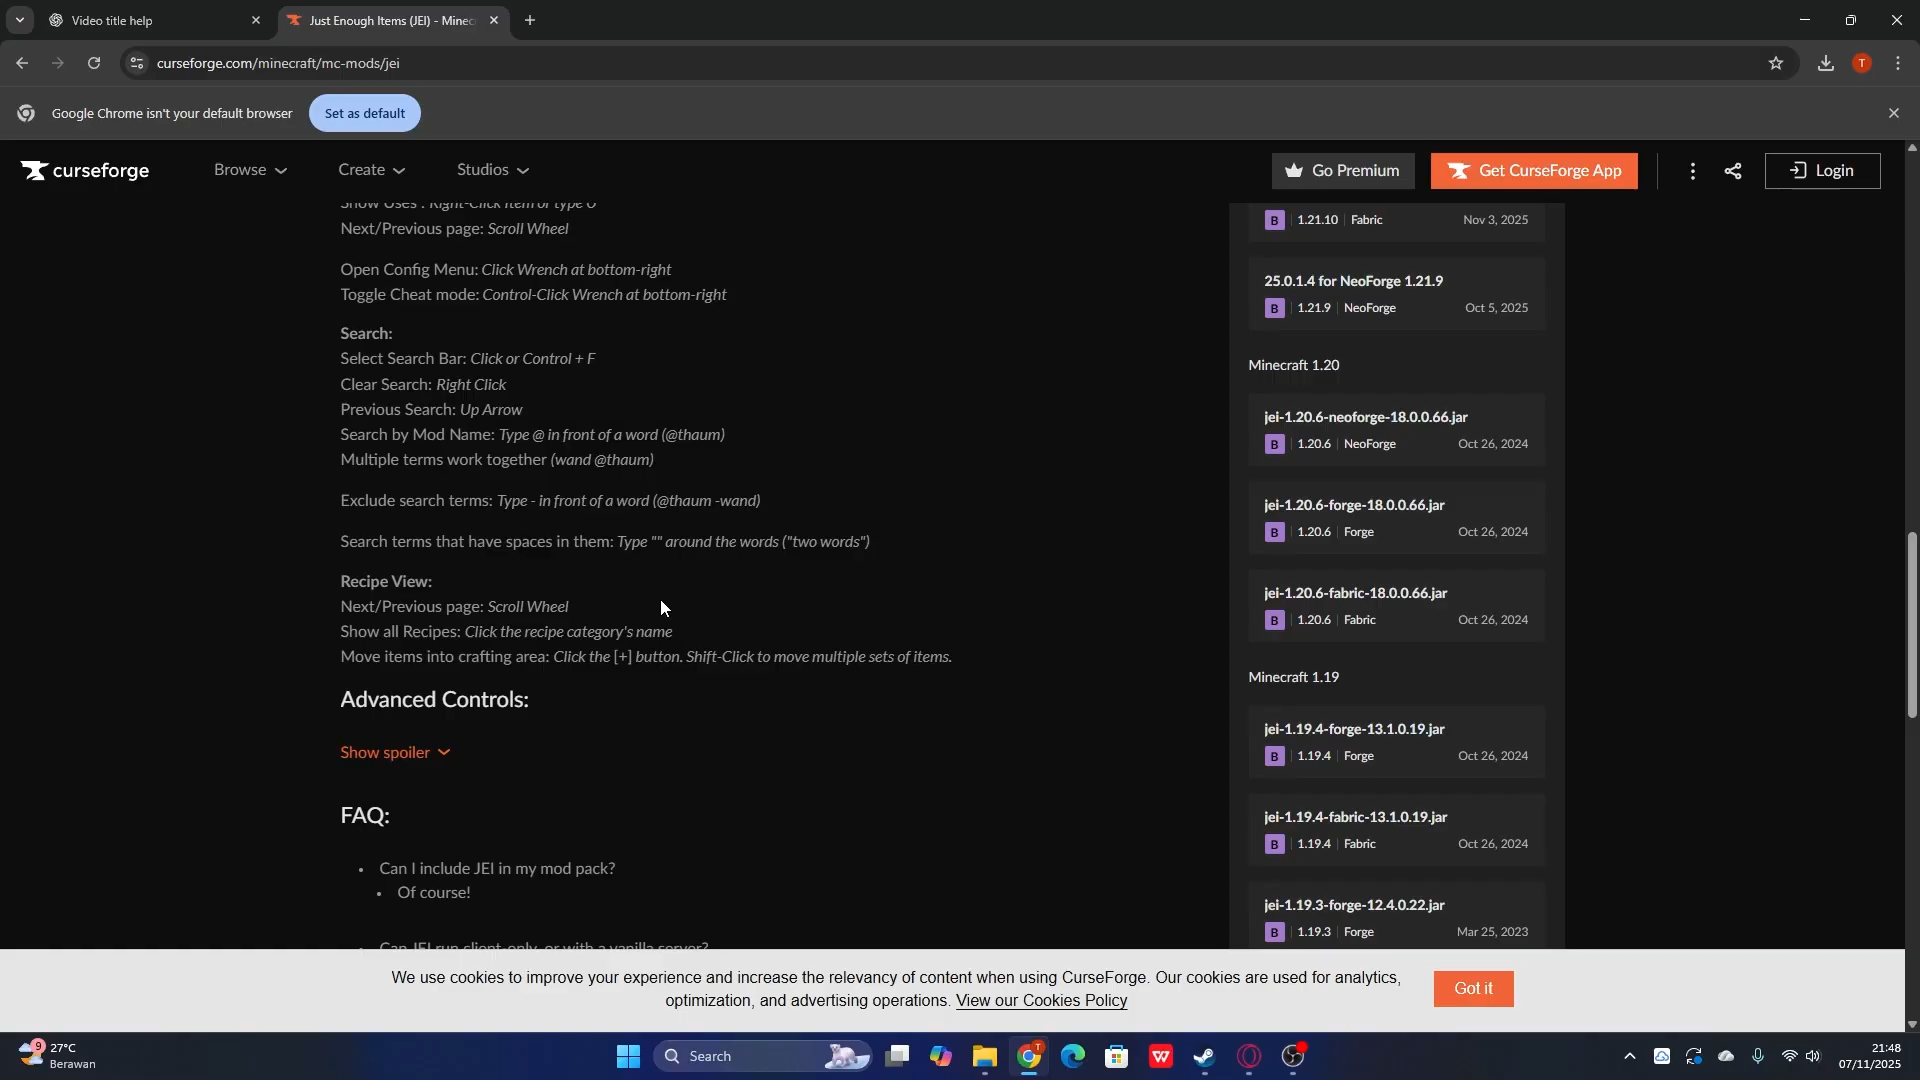 Video title help
Just Enough Items (JEI) - Minec
curseforge.com/minecraft/mc-mods/jei
T
Google Chrome isn't your default browser
Set as default
curseforge
Browse
Create
Studios
Go Premium
Get CurseForge App
Login
Show Uses : Right-Click Item or type U
Next/Previous page: Scroll Wheel
Open Config Menu: Click Wrench at bottom-right
Toggle Cheat mode: Control-Click Wrench at bottom-right
Search:
Select Search Bar: Click or Control + F
Clear Search: Right Click
Previous Search: Up Arrow
Search by Mod Name: Type @ in front of a word (@thaum)
Multiple terms work together (wand @thaum)
Exclude search terms: Type - in front of a word (@thaum -wand)
Search terms that have spaces in them: Type "" around the words ("two words")
Recipe View:
Next/Previous page: Scroll Wheel
Show all Recipes: Click the recipe category's name
Move items into crafting area: Click the [+] button. Shift-Click to move multiple sets of items.
Advanced Controls:
Show spoiler
FAQ:
Can I include JEI in my mod pack?
Of course!
Can JEI run client-only, or with a vanilla server?
B 1.21.10 Fabric Nov 3, 2025
25.0.1.4 for NeoForge 1.21.9
B 1.21.9 NeoForge Oct 5, 2025
Minecraft 1.20
jei-1.20.6-neoforge-18.0.0.66.jar
B 1.20.6 NeoForge Oct 26, 2024
jei-1.20.6-forge-18.0.0.66.jar
B 1.20.6 Forge Oct 26, 2024
jei-1.20.6-fabric-18.0.0.66.jar
B 1.20.6 Fabric Oct 26, 2024
Minecraft 1.19
jei-1.19.4-forge-13.1.0.19.jar
B 1.19.4 Forge Oct 26, 2024
jei-1.19.4-fabric-13.1.0.19.jar
B 1.19.4 Fabric Oct 26, 2024
jei-1.19.3-forge-12.4.0.22.jar
B 1.19.3 Forge Mar 25, 2023
We use cookies to improve your experience and increase the relevancy of content when using CurseForge. Our cookies are used for analytics,
optimization, and advertising operations. View our Cookies Policy
Got it
9
27°C
Berawan
Search
T
W
21:48
07/11/2025